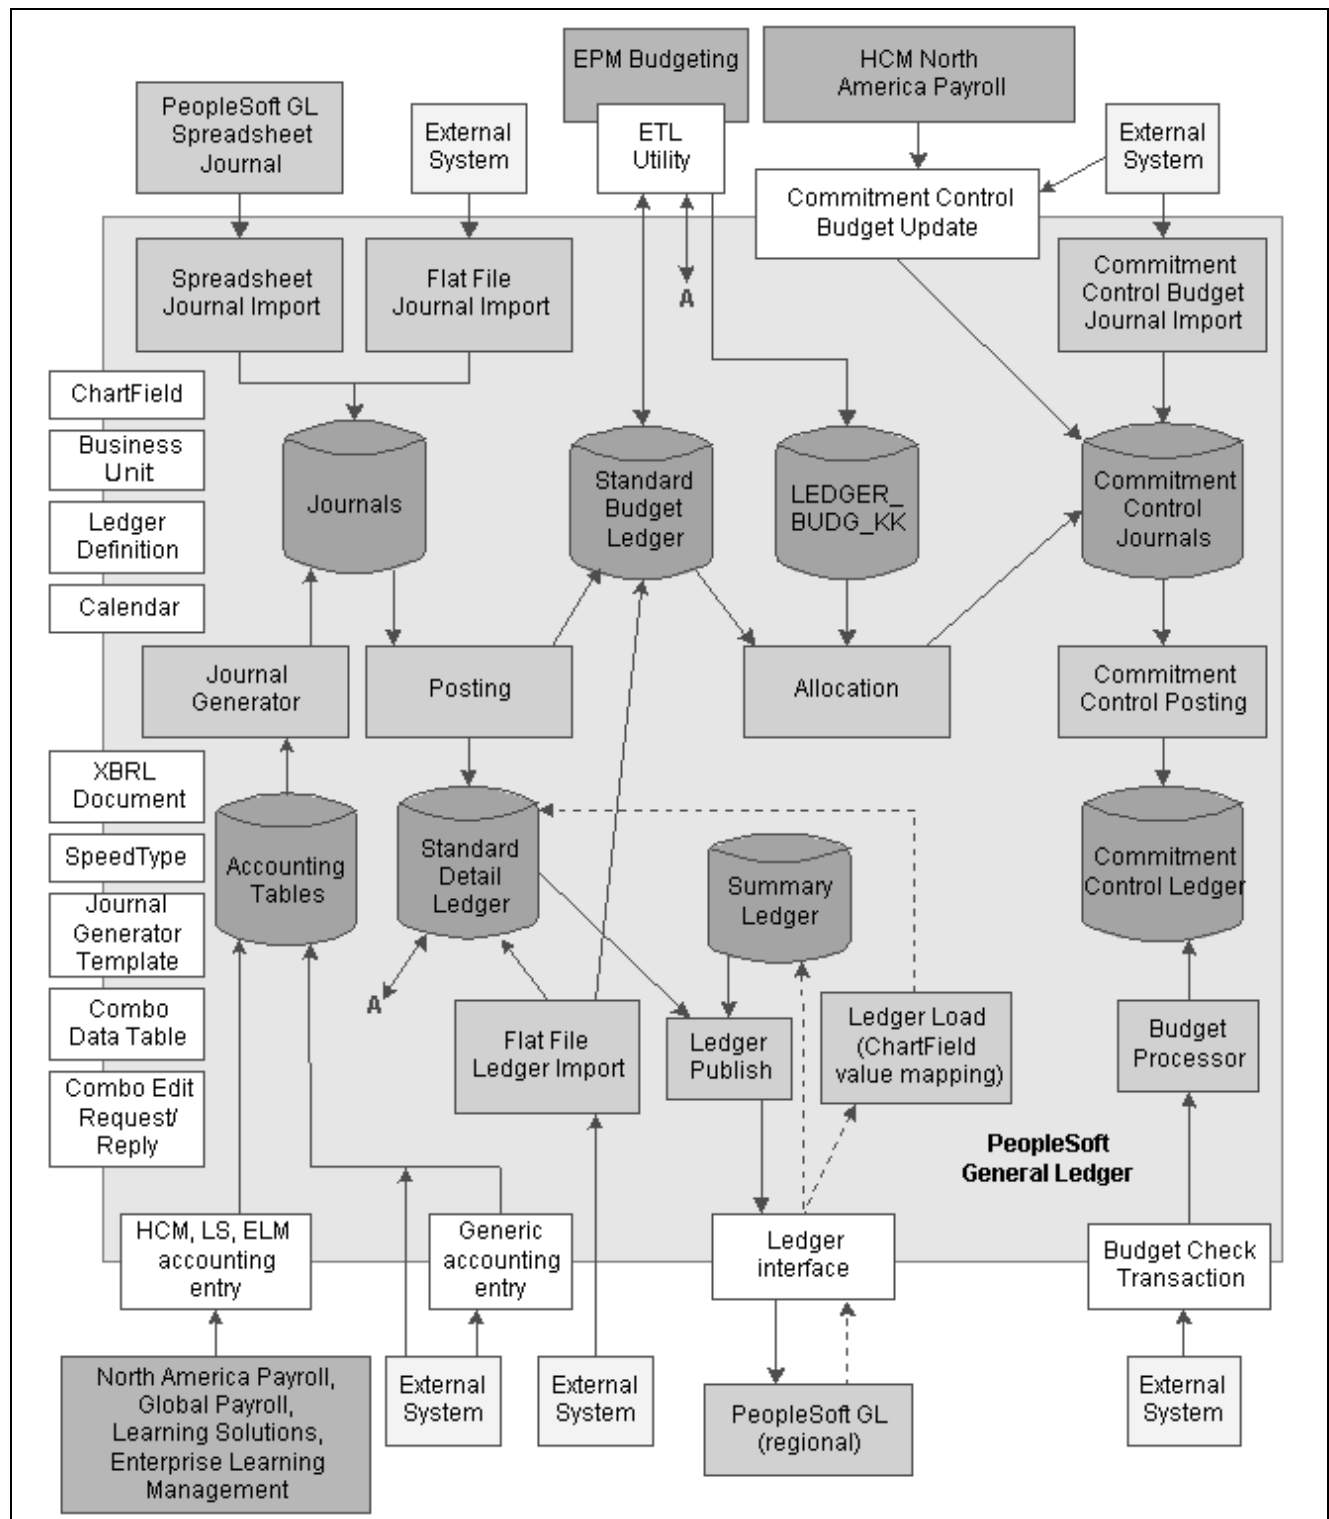 EPM Budgeting
HCM North
America Payroll
PeopleSoft GL
Spreadsheet
Journal
External
System
ETL
Utility
External
System
Commitment Control
Budget Update
Spreadsheet
Journal Import
Flat File
Journal Import
A
Commitment
Control Budget
Journal Import
ChartField
Business
Unit
Ledger
Definition
Calendar
Journals
Standard
Budget
Ledger
LEDGER_
BUDG_KK
Commitment
Control
Journals
Journal
Generator
Posting
Allocation
Commitment
Control Posting
XBRL
Document
SpeedType
Journal
Generator
Template
Combo
Data Table
Combo Edit
Request/
Reply
Accounting
Tables
Standard
Detail
Ledger
Summary
Ledger
Commitment
Control Ledger
A
Flat File
Ledger Import
Ledger
Publish
Ledger Load
(ChartField
value mapping)
Budget
Processor
PeopleSoft
General Ledger
HCM, LS, ELM
accounting
entry
Generic
accounting
entry
Ledger
interface
Budget Check
Transaction
North America Payroll,
Global Payroll,
Learning Solutions,
Enterprise Learning
Management
External
System
External
System
PeopleSoft GL
(regional)
External
System